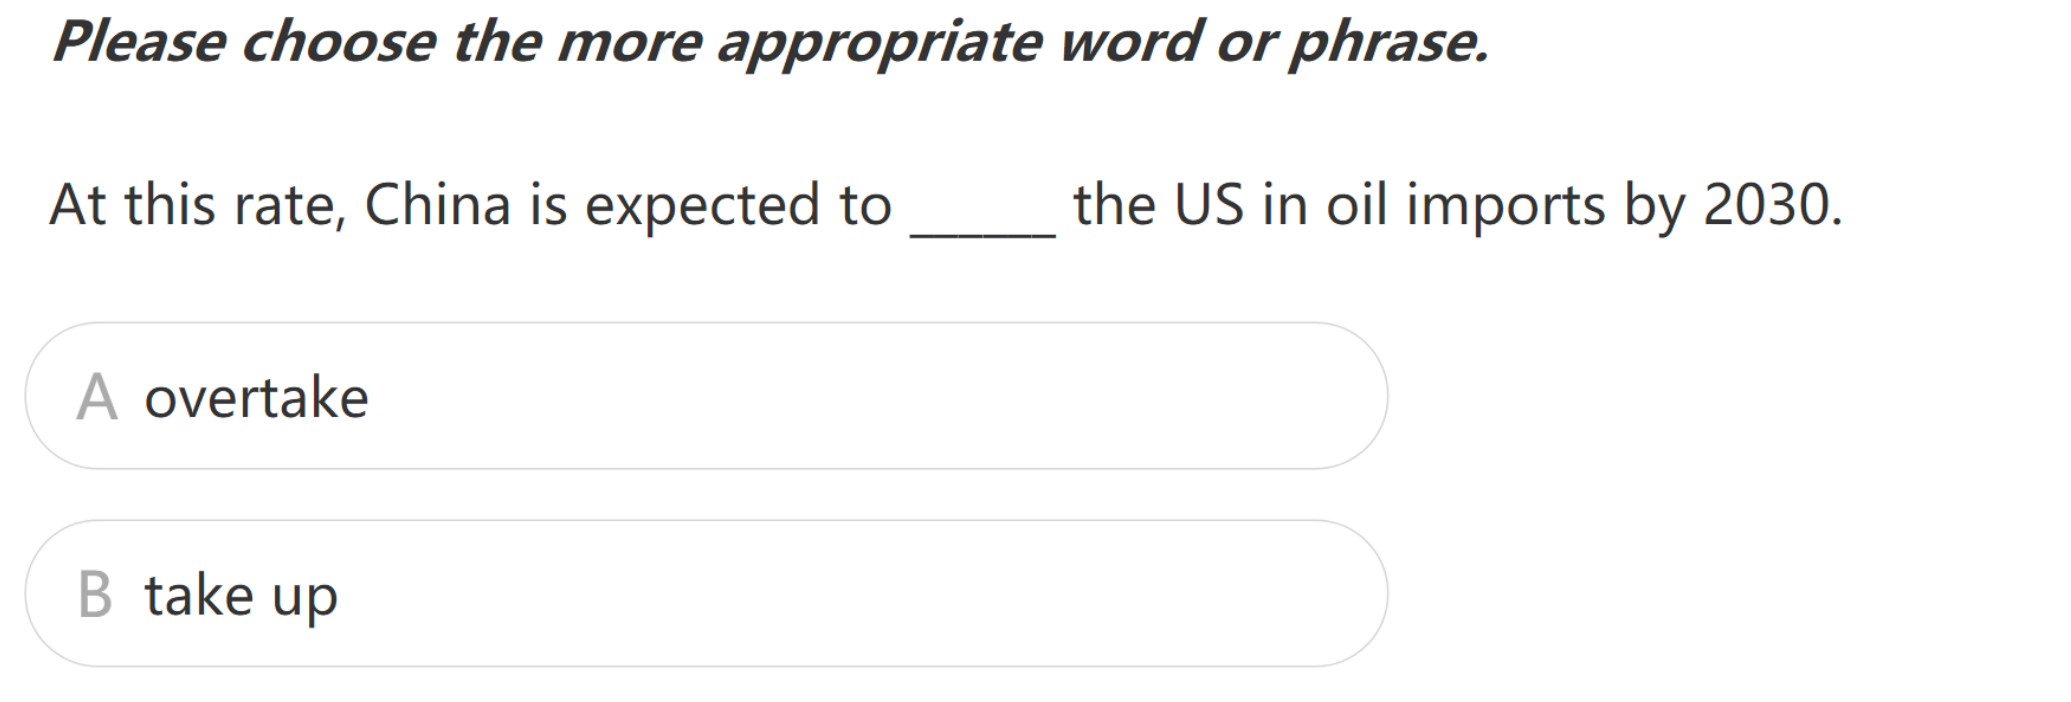 Please choose the more appropriate word or phrase.
At this rate, China is expected to ______ the US in oil imports by 2030.
A overtake
B take up